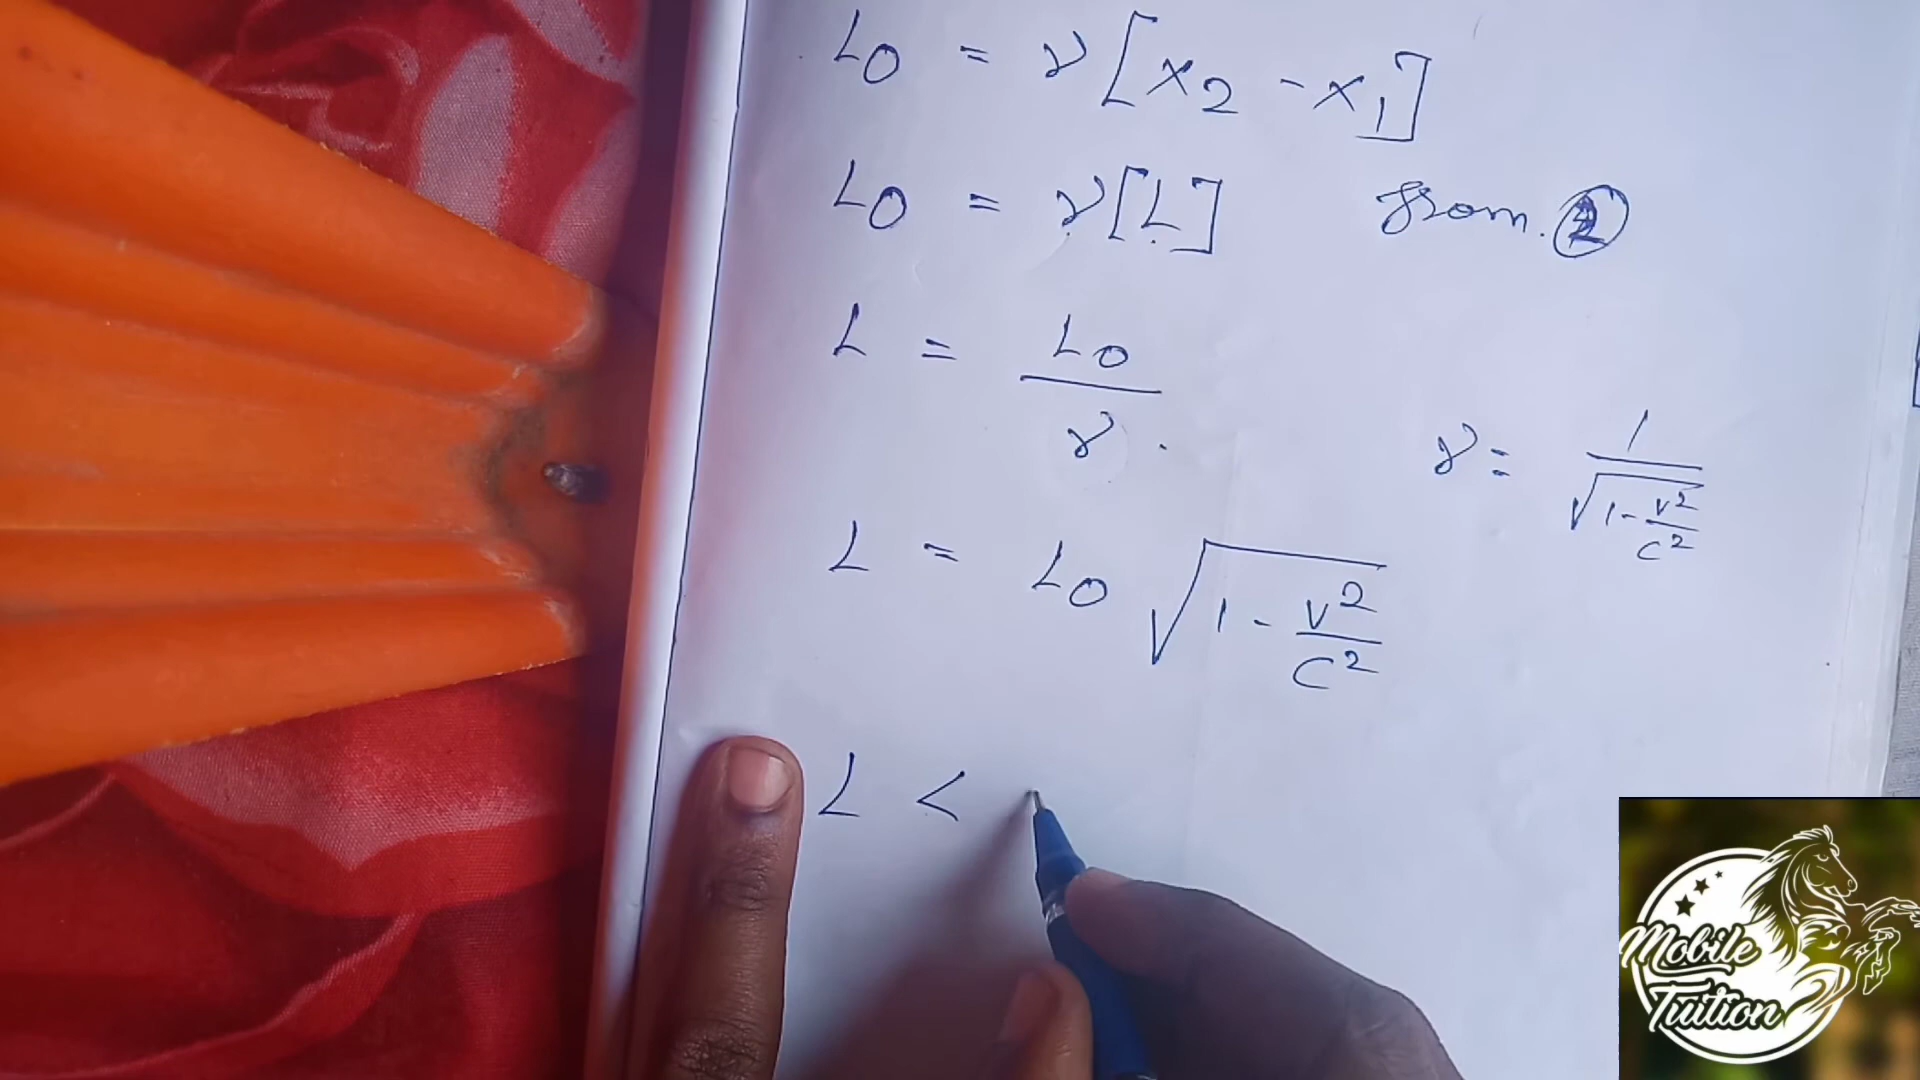 L0 = γ[x2 - x1]
L0 = γ[L] from. 2
L = L0/γ.
γ = 1/√(1 - v²/c²)
L = L0 √(1 - v²/c²)
L <
Mobile
Tuition